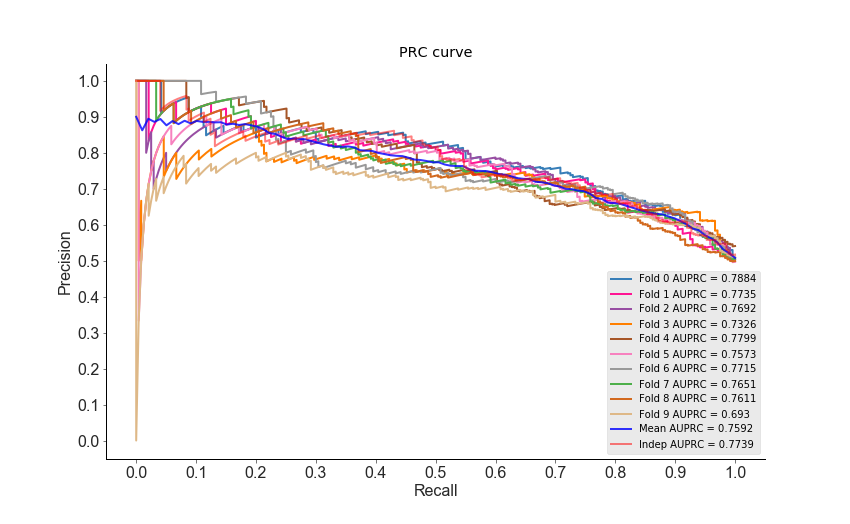 PRC curve
1.0
0.9
0.8
0.7
0.6
0.5
0.4
0.3
0.2
0.1
0.0
Precision
Fold 0 AUPRC = 0.7884
Fold 1 AUPRC = 0.7735
Fold 2 AUPRC = 0.7692
Fold 3 AUPRC = 0.7326
Fold 4 AUPRC = 0.7799
Fold 5 AUPRC = 0.7573
Fold 6 AUPRC = 0.7715
Fold 7 AUPRC = 0.7651
Fold 8 AUPRC = 0.7611
Fold 9 AUPRC = 0.693
Mean AUPRC = 0.7592
Indep AUPRC = 0.7739
0.0 0.1 0.2 0.3 0.4 0.5 0.6 0.7 0.8 0.9 1.0
Recall